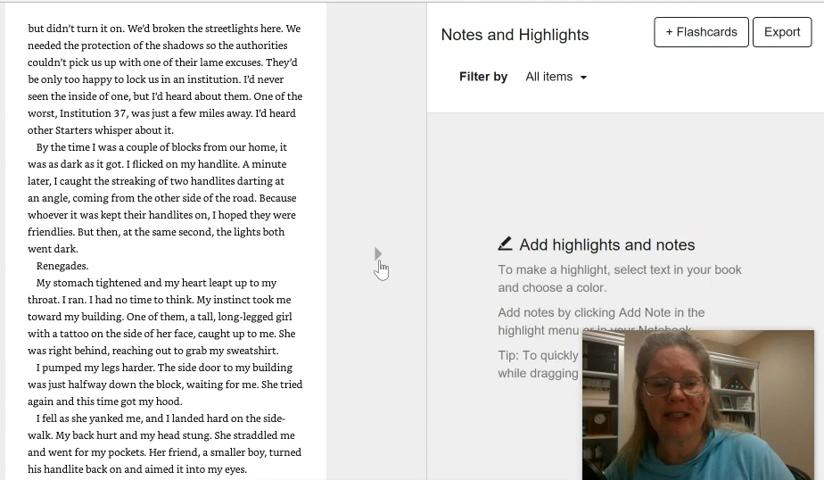 but didn't turn it on. We'd broken the streetlights here. We
needed the protection of the shadows so the authorities
couldn't pick us up with one of their lame excuses. They'd
be only too happy to lock us in an institution. I'd never
seen the inside of one, but I'd heard about them. One of the
worst, Institution 37, was just a few miles away. I'd heard
other Starters whisper about it.
By the time I was a couple of blocks from our home, it
was as dark as it got. I flicked on my handlite. A minute
later, I caught the streaking of two handlites darting at
an angle, coming from the other side of the road. Because
whoever it was kept their handlites on, I hoped they were
friendlies. But then, at the same second, the lights both
went dark.
Renegades.
My stomach tightened and my heart leapt up to my
throat. I ran. I had no time to think. My instinct took me
toward my building. One of them, a tall, long-legged girl
with a tattoo on the side of her face, caught up to me. She
was right behind, reaching out to grab my sweatshirt.
I pumped my legs harder. The side door to my building
was just halfway down the block, waiting for me. She tried
again and this time got my hood.
I fell as she yanked me, and I landed hard on the side-
walk. My back hurt and my head stung. She straddled me
and went for my pockets. Her friend, a smaller boy, turned
his handlite back on and aimed it into my eyes.
Notes and Highlights
+ Flashcards
Export
Filter by All items
Add highlights and notes
To make a highlight, select text in your book
and choose a color.
Add notes by clicking Add Note in the
highlight menu or in your Notebook.
Tip: To quickly
while dragging